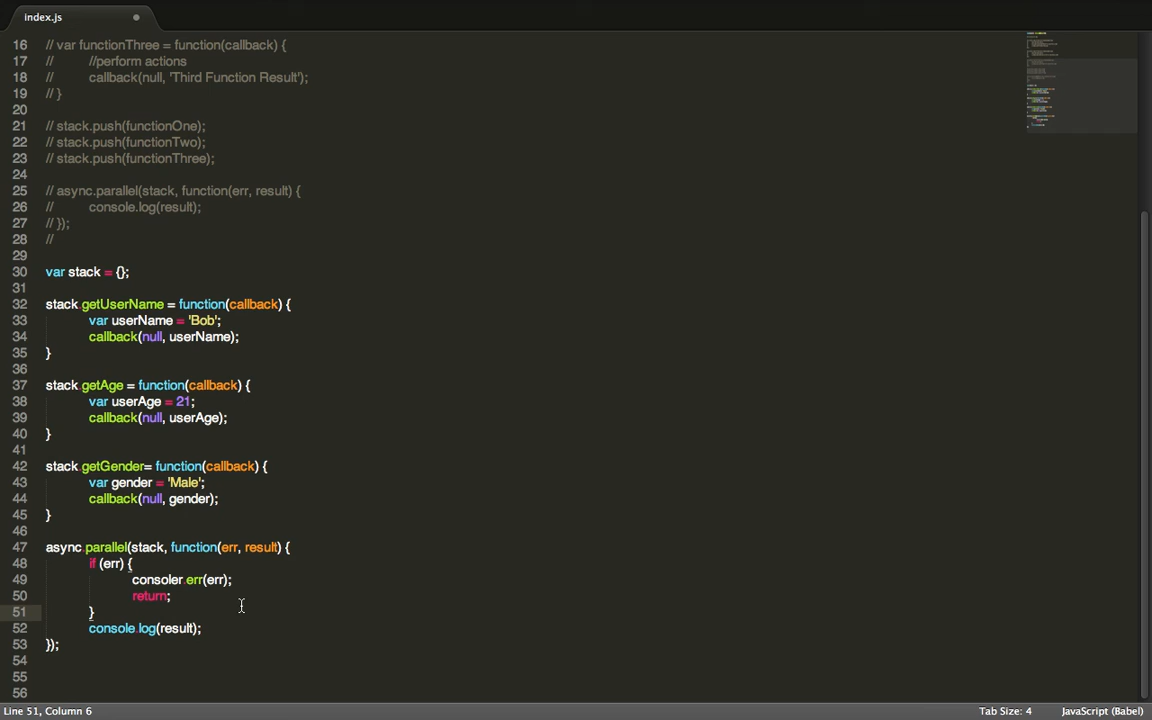 index.js
16 // var functionThree = function(callback) {
17 // //perform actions
18 // callback(null, 'Third Function Result');
19 // }
20
21 // stack.push(functionOne);
22 // stack.push(functionTwo);
23 // stack.push(functionThree);
24
25 // async.parallel(stack, function(err, result) {
26 // console.log(result);
27 // });
28 //
29
30 var stack = {};
31
32 stack.getUserName = function(callback) {
33 var userName = 'Bob';
34 callback(null, userName);
35 }
36
37 stack.getAge = function(callback) {
38 var userAge = 21;
39 callback(null, userAge);
40 }
41
42 stack.getGender= function(callback) {
43 var gender = 'Male';
44 callback(null, gender);
45 }
46
47 async.parallel(stack, function(err, result) {
48 if (err) {
49 consoler.err(err);
50 return;
51 }
52 console.log(result);
53 });
54
55
56
Line 51, Column 6 Tab Size: 4 JavaScript (Babel)